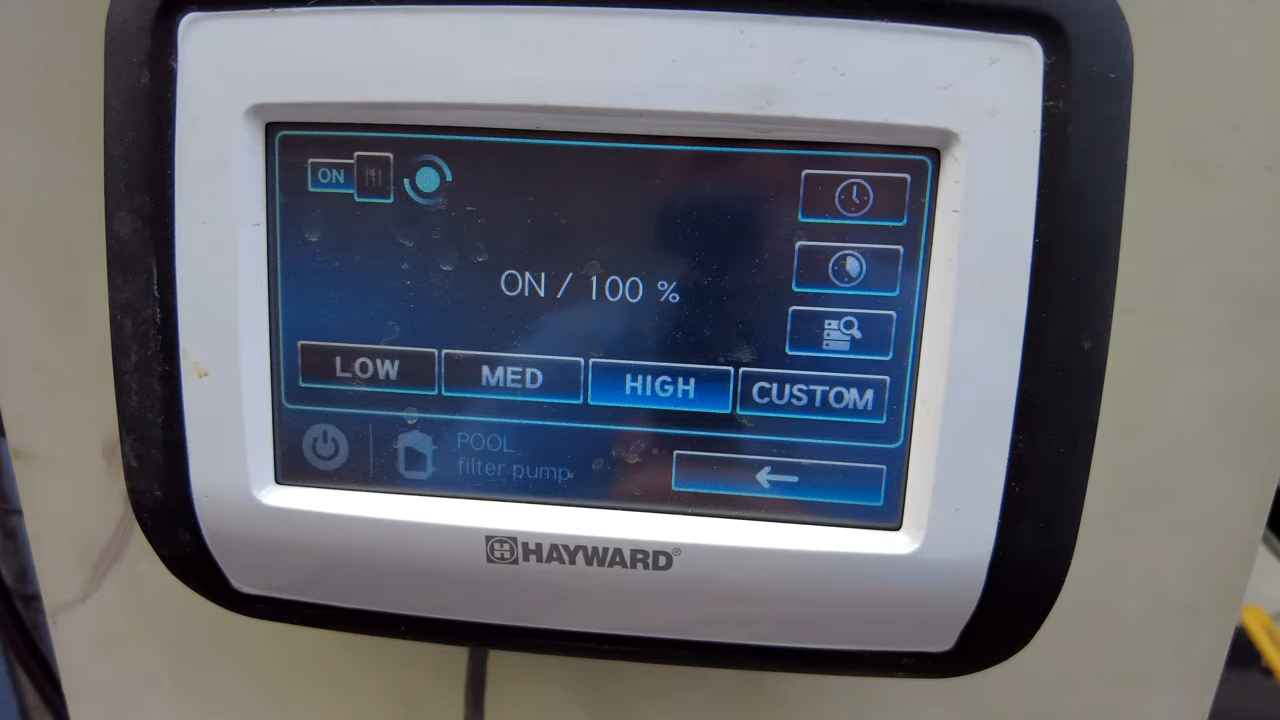 ON
ON / 100 %
LOW MED HIGH CUSTOM
POOL
filter pump
HAYWARD®